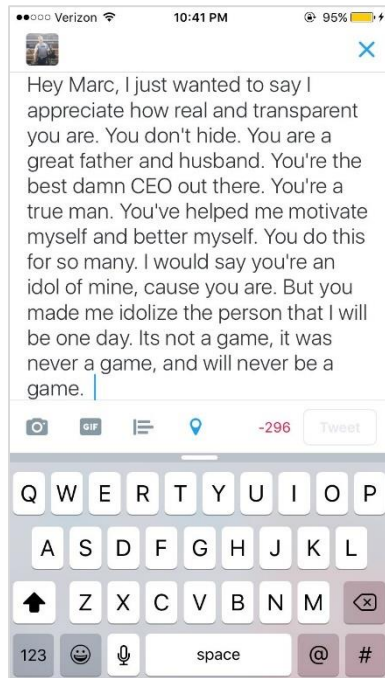 Verizon 10:41 PM 95%
Hey Marc, I just wanted to say I
appreciate how real and transparent
you are. You don't hide. You are a
great father and husband. You're the
best damn CEO out there. You're a
true man. You've helped me motivate
myself and better myself. You do this
for so many. I would say you're an
idol of mine, cause you are. But you
made me idolize the person that I will
be one day. Its not a game, it was
never a game, and will never be a
game.
GIF -296 Tweet
Q W E R T Y U I O P
A S D F G H J K L
Z X C V B N M
123 space @ #